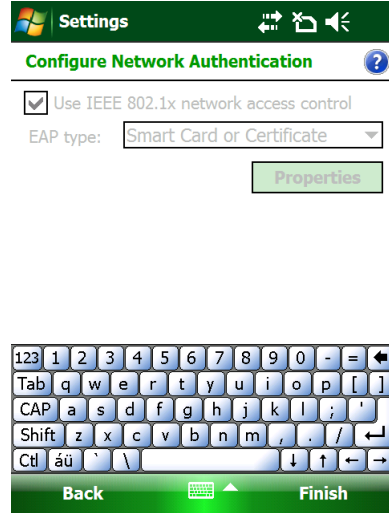 Settings
Configure Network Authentication ?
Use IEEE 802.1x network access control
EAP type: Smart Card or Certificate
Properties
123 1 2 3 4 5 6 7 8 9 0 - =
Tab q w e r t y u i o p [ ]
CAP a s d f g h j k l ; '
Shift z x c v b n m , . /
Ctl áü ` \
Back Finish